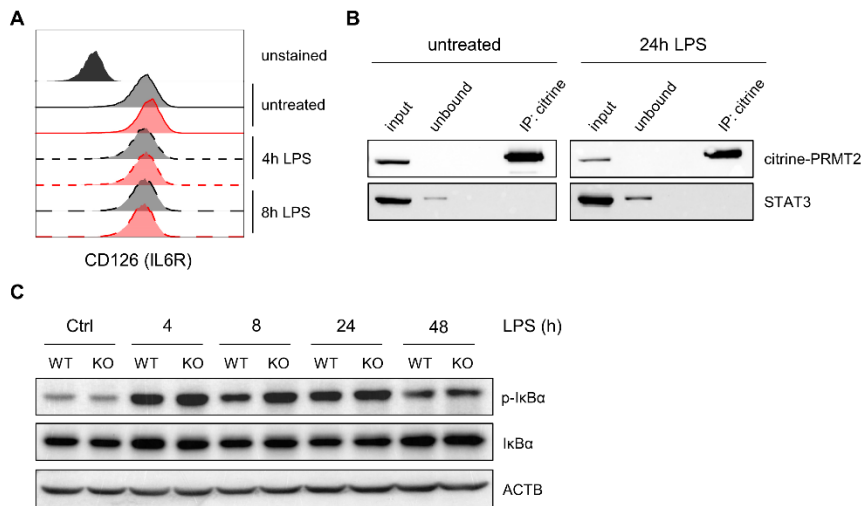 A
unstained
untreated
4h LPS
8h LPS
CD126 (IL6R)
B
untreated 24h LPS
input unbound IP: citrine input unbound IP: citrine
citrine-PRMT2
STAT3
C
Ctrl 4 8 24 48 LPS (h)
WT KO WT KO WT KO WT KO WT KO
p-IκBα
IκBα
ACTB